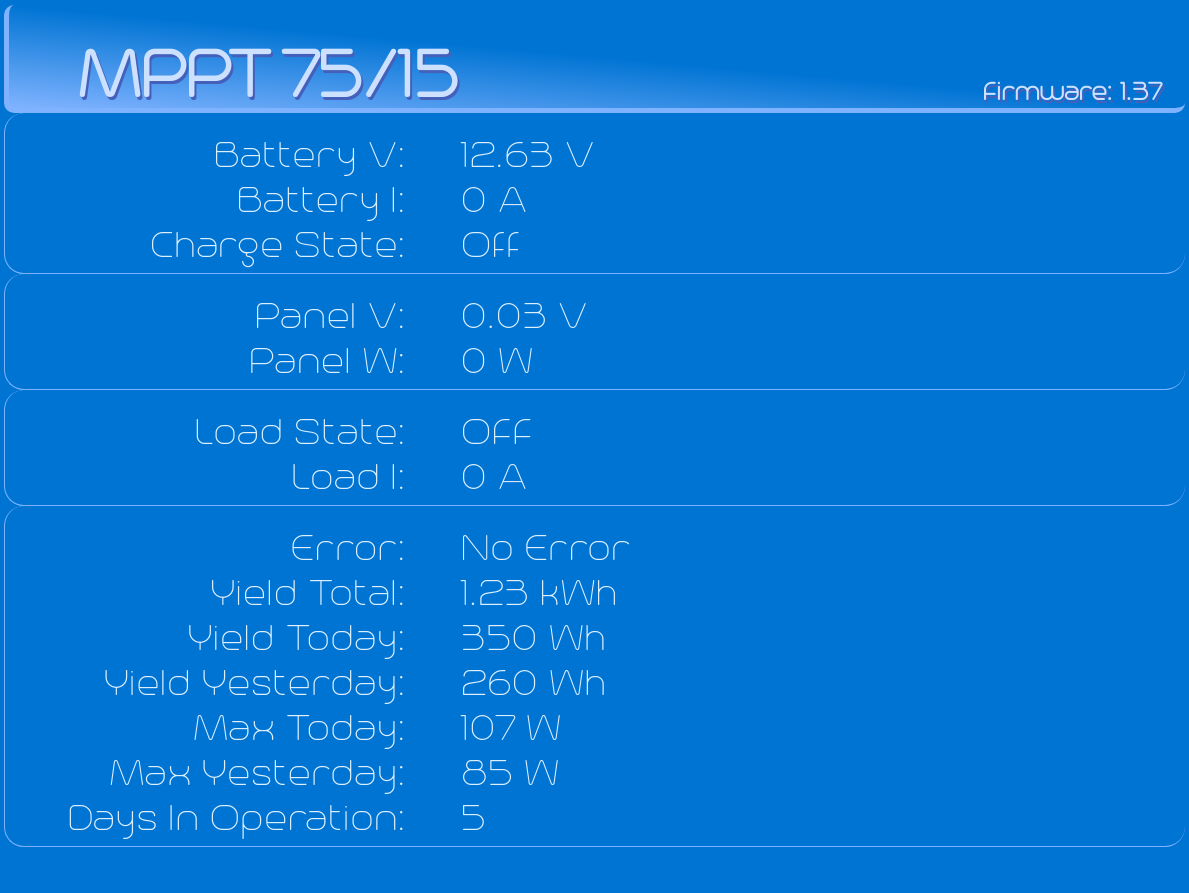 MPPT 75/15
Firmware: 1.37
Battery V: 12.63 V
Battery I: 0 A
Charge State: Off
Panel V: 0.03 V
Panel W: 0 W
Load State: OFF
Load I: 0 A
Error: No Error
Yield Total: 1.23 kWh
Yield Today: 350 Wh
Yield Yesterday: 260 Wh
Max Today: 107 W
Max Yesterday: 85 W
Days In Operation: 5